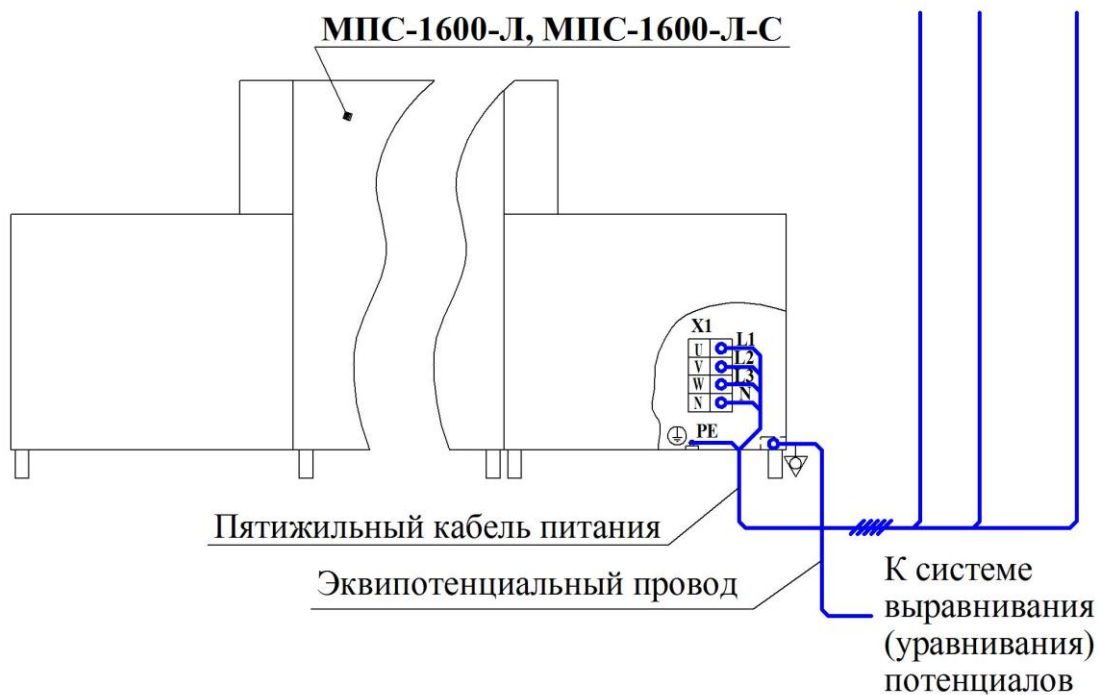 МПС-1600-Л, МПС-1600-Л-С
X1
U L1
V L2
W L3
N N
PE
Пятижильный кабель питания
Эквипотенциальный провод
К системе
выравнивания
(уравнивания)
потенциалов